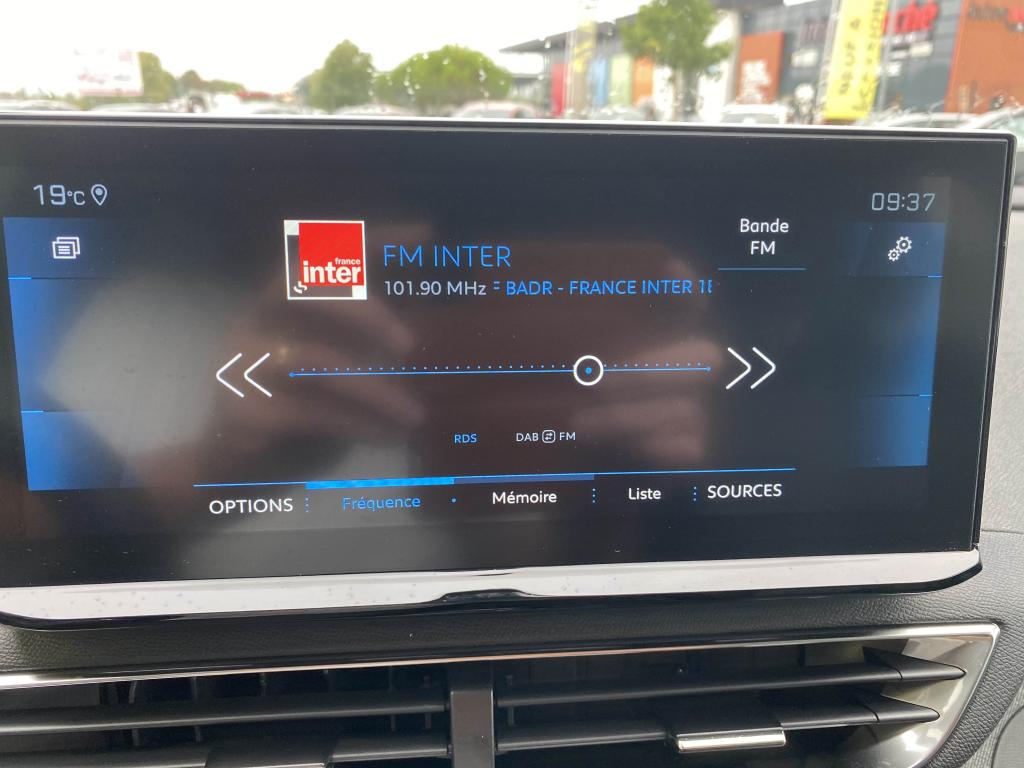 19°C
09:37
Bande
FM
france
inter
FM INTER
101.90 MHz BADR - FRANCE INTER
RDS
DAB FM
OPTIONS
Fréquence
Mémoire
Liste
SOURCES